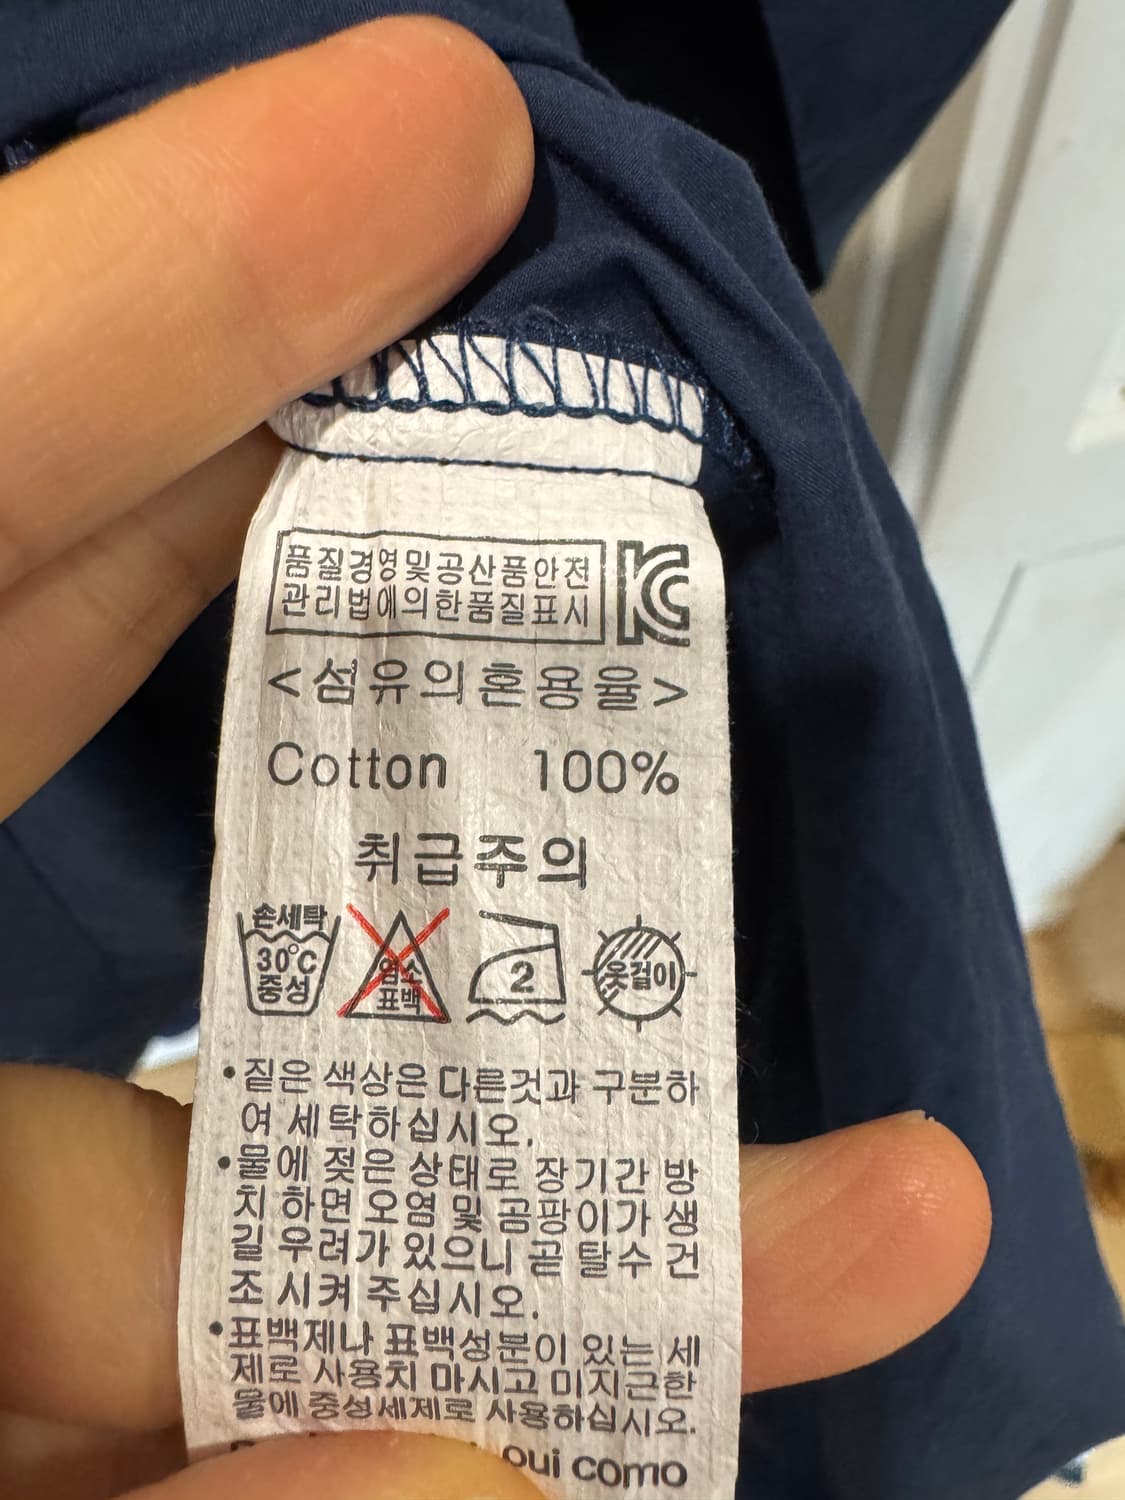 품질경영및공산품안전
관리법에의한품질표시
KC
<섬유의혼용율>
Cotton 100%
취급주의
손세탁
30°C
중성
염소
표백
2
옷걸이
•짙은 색상은 다른것과 구분하
여 세탁하십시오.
•물에 젖은 상태로 장기간 방
치 하면 오염 및 곰팡이가 생
길 우려가 있으니 곧 탈수 건
조 시켜 주십시오.
•표백제나 표백성분이 있는 세
제로 사용치 마시고 미지근한
물에 중성세제로 사용하십시오.
qui como